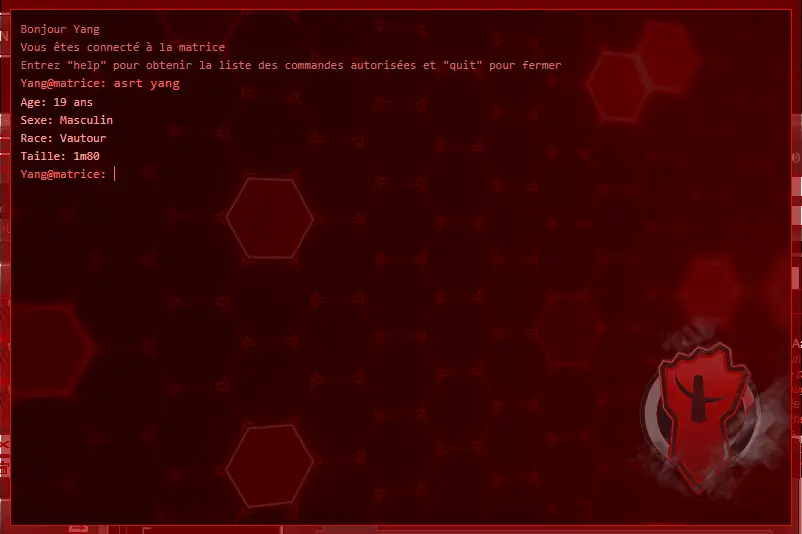 Bonjour Yang
Vous êtes connecté à la matrice
Entrez "help" pour obtenir la liste des commandes autorisées et "quit" pour fermer
Yang@matrice: asrt yang
Age: 19 ans
Sexe: Masculin
Race: Vautour
Taille: 1m80
Yang@matrice: